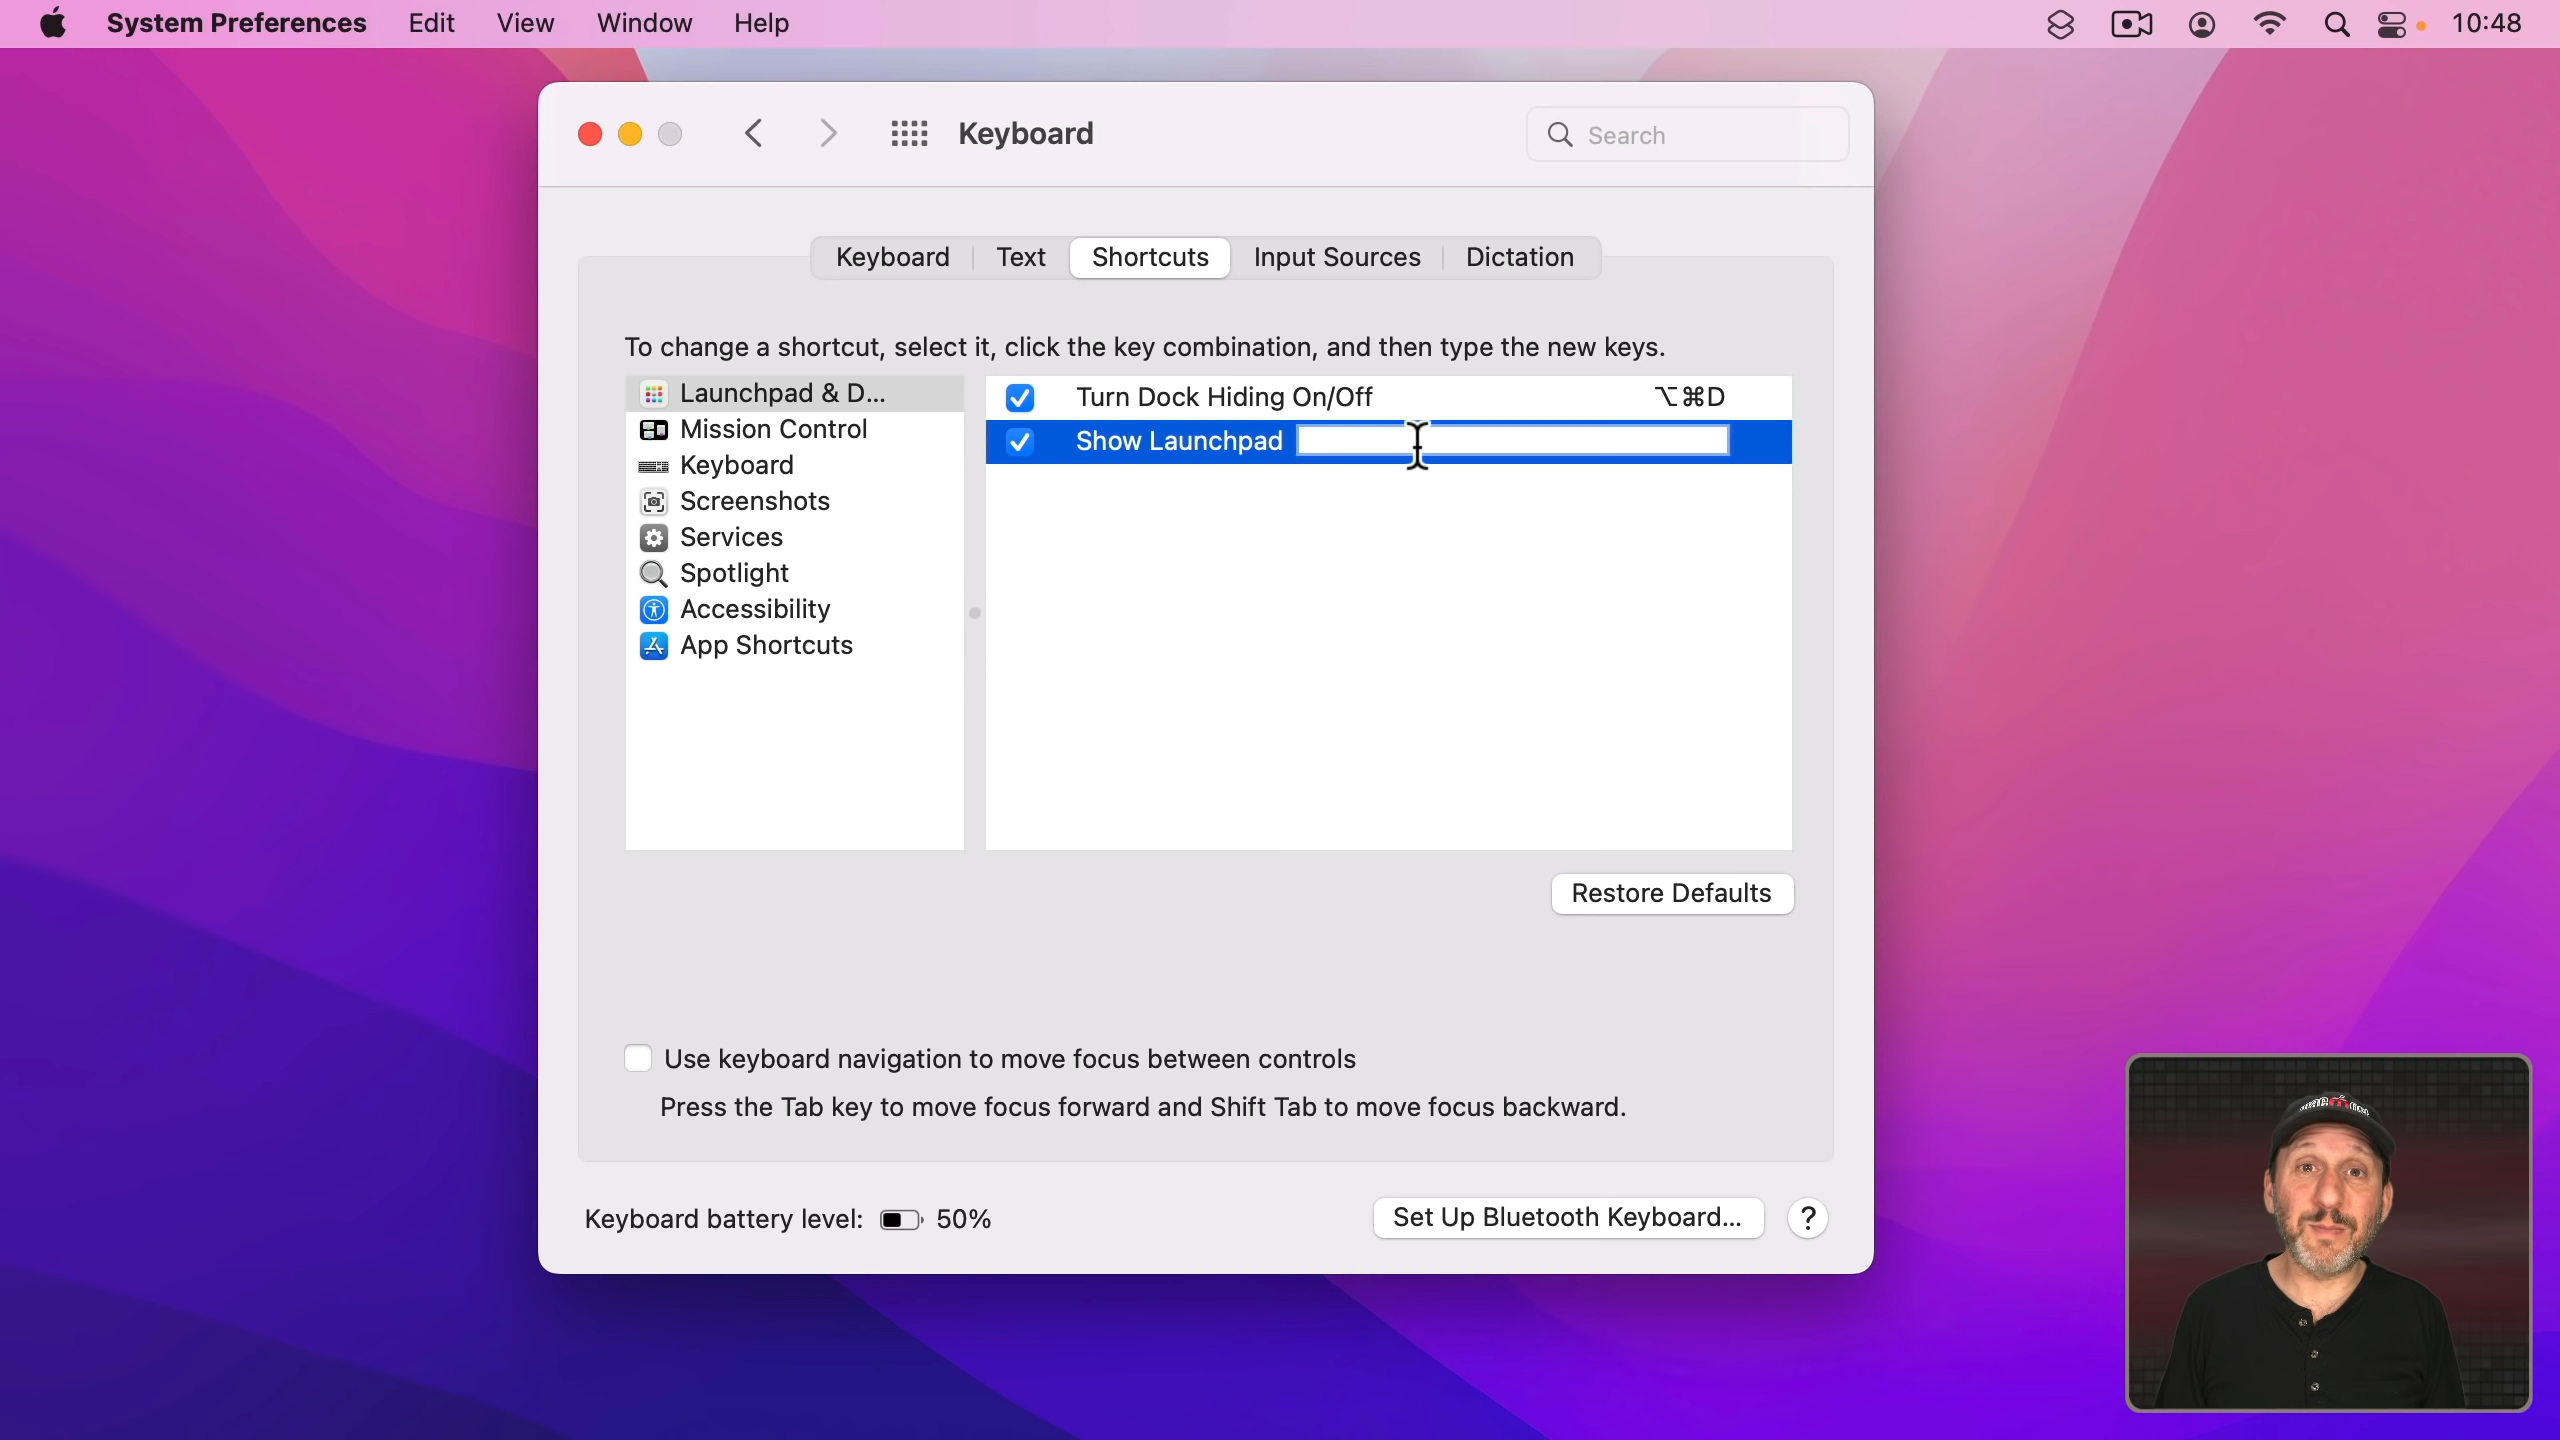 System Preferences Edit View Window Help 10:48
Keyboard Search
Keyboard Text Shortcuts Input Sources Dictation
To change a shortcut, select it, click the key combination, and then type the new keys.
Launchpad & D...
Mission Control
Keyboard
Screenshots
Services
Spotlight
Accessibility
App Shortcuts
Turn Dock Hiding On/Off ⌥⌘D
Show Launchpad
Restore Defaults
Use keyboard navigation to move focus between controls
Press the Tab key to move focus forward and Shift Tab to move focus backward.
Keyboard battery level: 50% Set Up Bluetooth Keyboard... ?